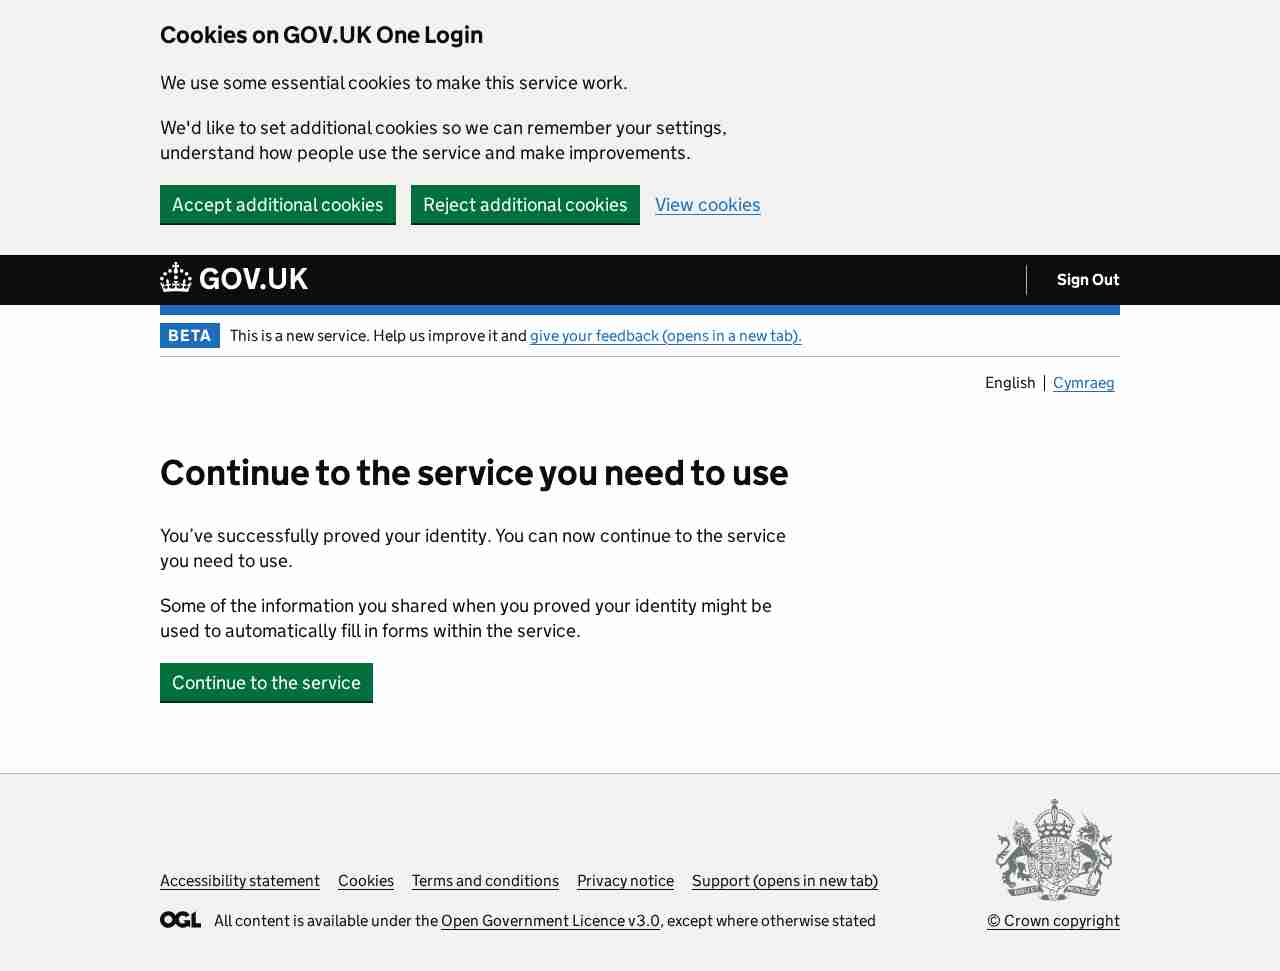 Cookies on GOV.UK One Login
We use some essential cookies to make this service work.
We'd like to set additional cookies so we can remember your settings,
understand how people use the service and make improvements.
Accept additional cookies Reject additional cookies View cookies
GOV.UK Sign Out
BETA This is a new service. Help us improve it and give your feedback (opens in a new tab).
English Cymraeg
Continue to the service you need to use
You’ve successfully proved your identity. You can now continue to the service
you need to use.
Some of the information you shared when you proved your identity might be
used to automatically fill in forms within the service.
Continue to the service
Accessibility statement Cookies Terms and conditions Privacy notice Support (opens in new tab)
OGL All content is available under the Open Government Licence v3.0, except where otherwise stated © Crown copyright